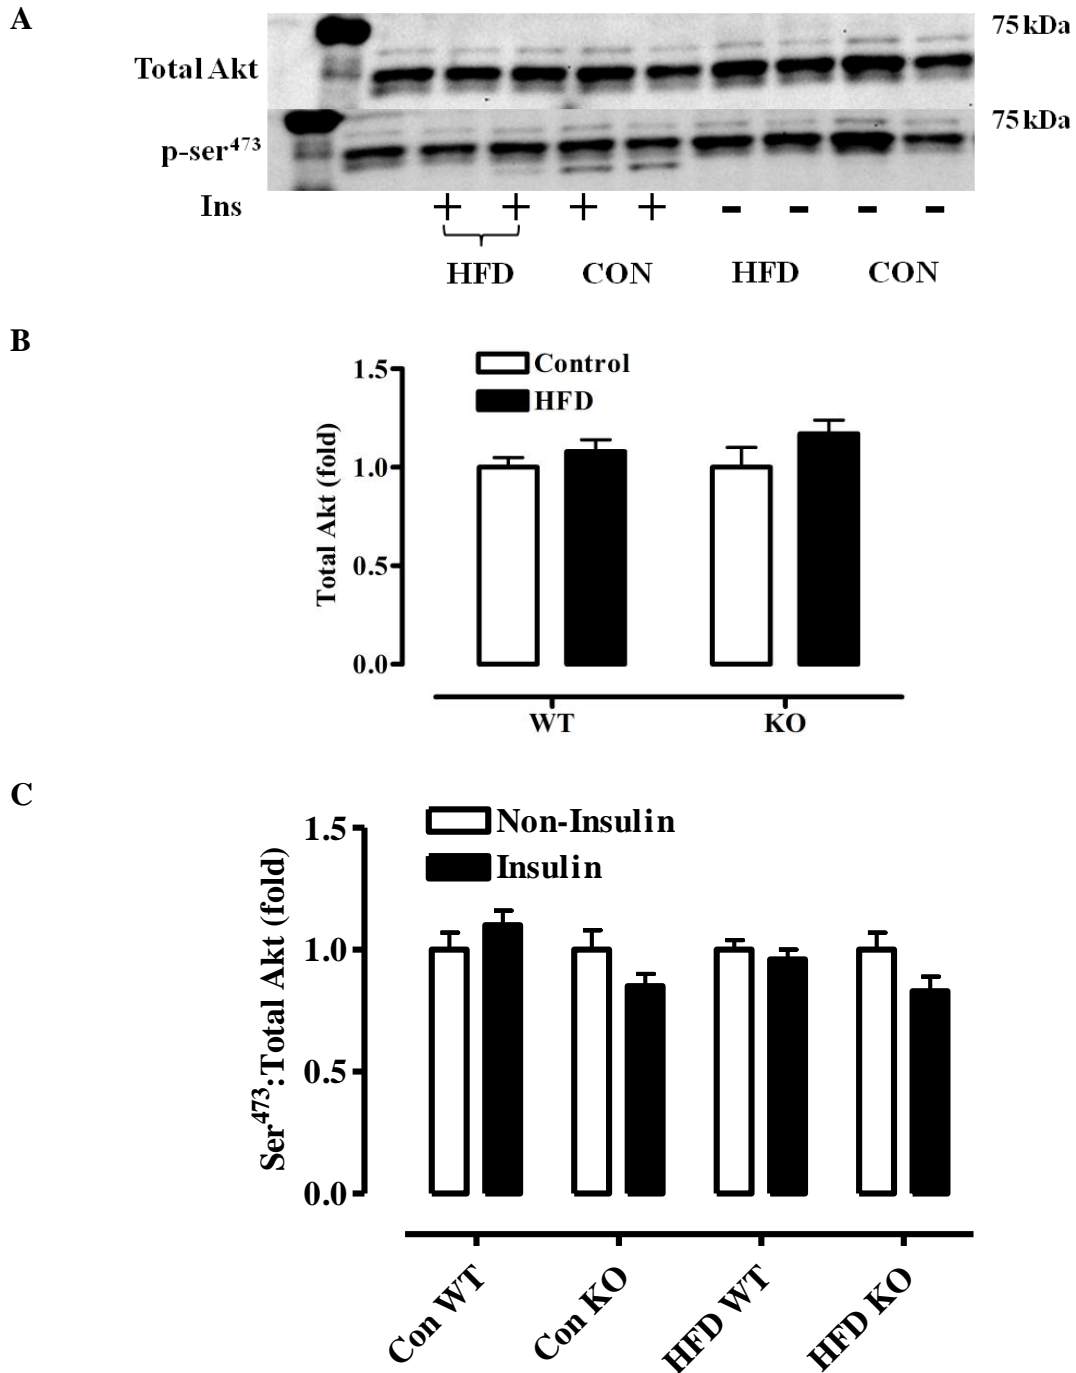 A
75 kDa
Total Akt
75 kDa
p-ser473
Ins + + + + - - - -
HFD CON HFD CON
B
Control
HFD
1.5
1.0
0.5
0.0
Total Akt (fold)
WT KO
C
Non-Insulin
Insulin
1.5
1.0
0.5
0.0
Ser473:Total Akt (fold)
Con WT Con KO HFD WT HFD KO